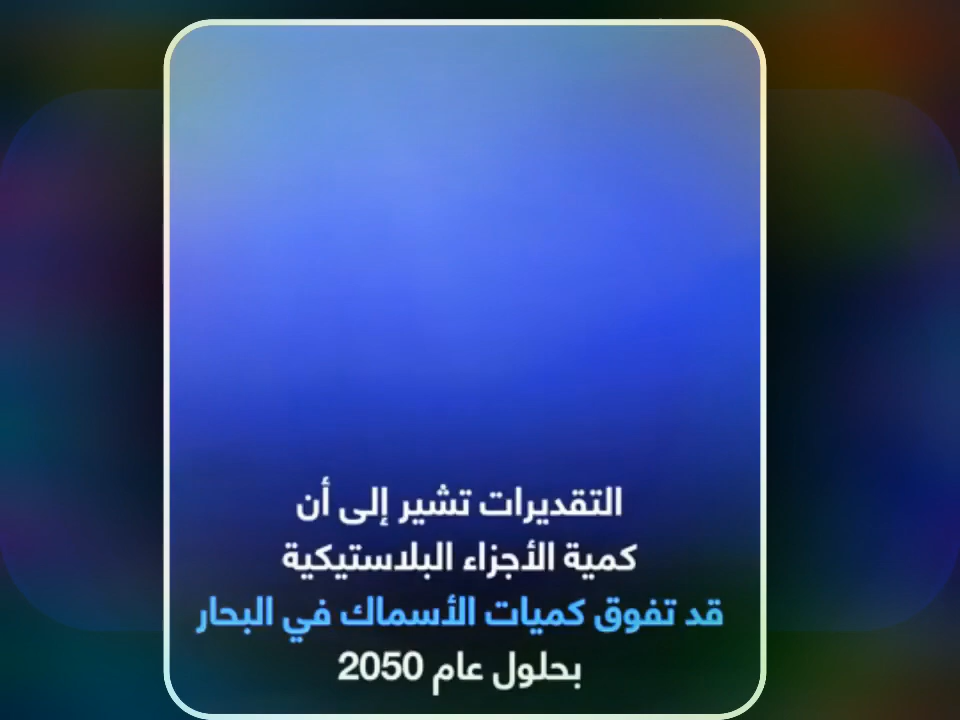 التقديرات تشير إلى أن
كمية الأجزاء البلاستيكية
قد تفوق كميات الأسماك في البحار
بحلول عام 2050